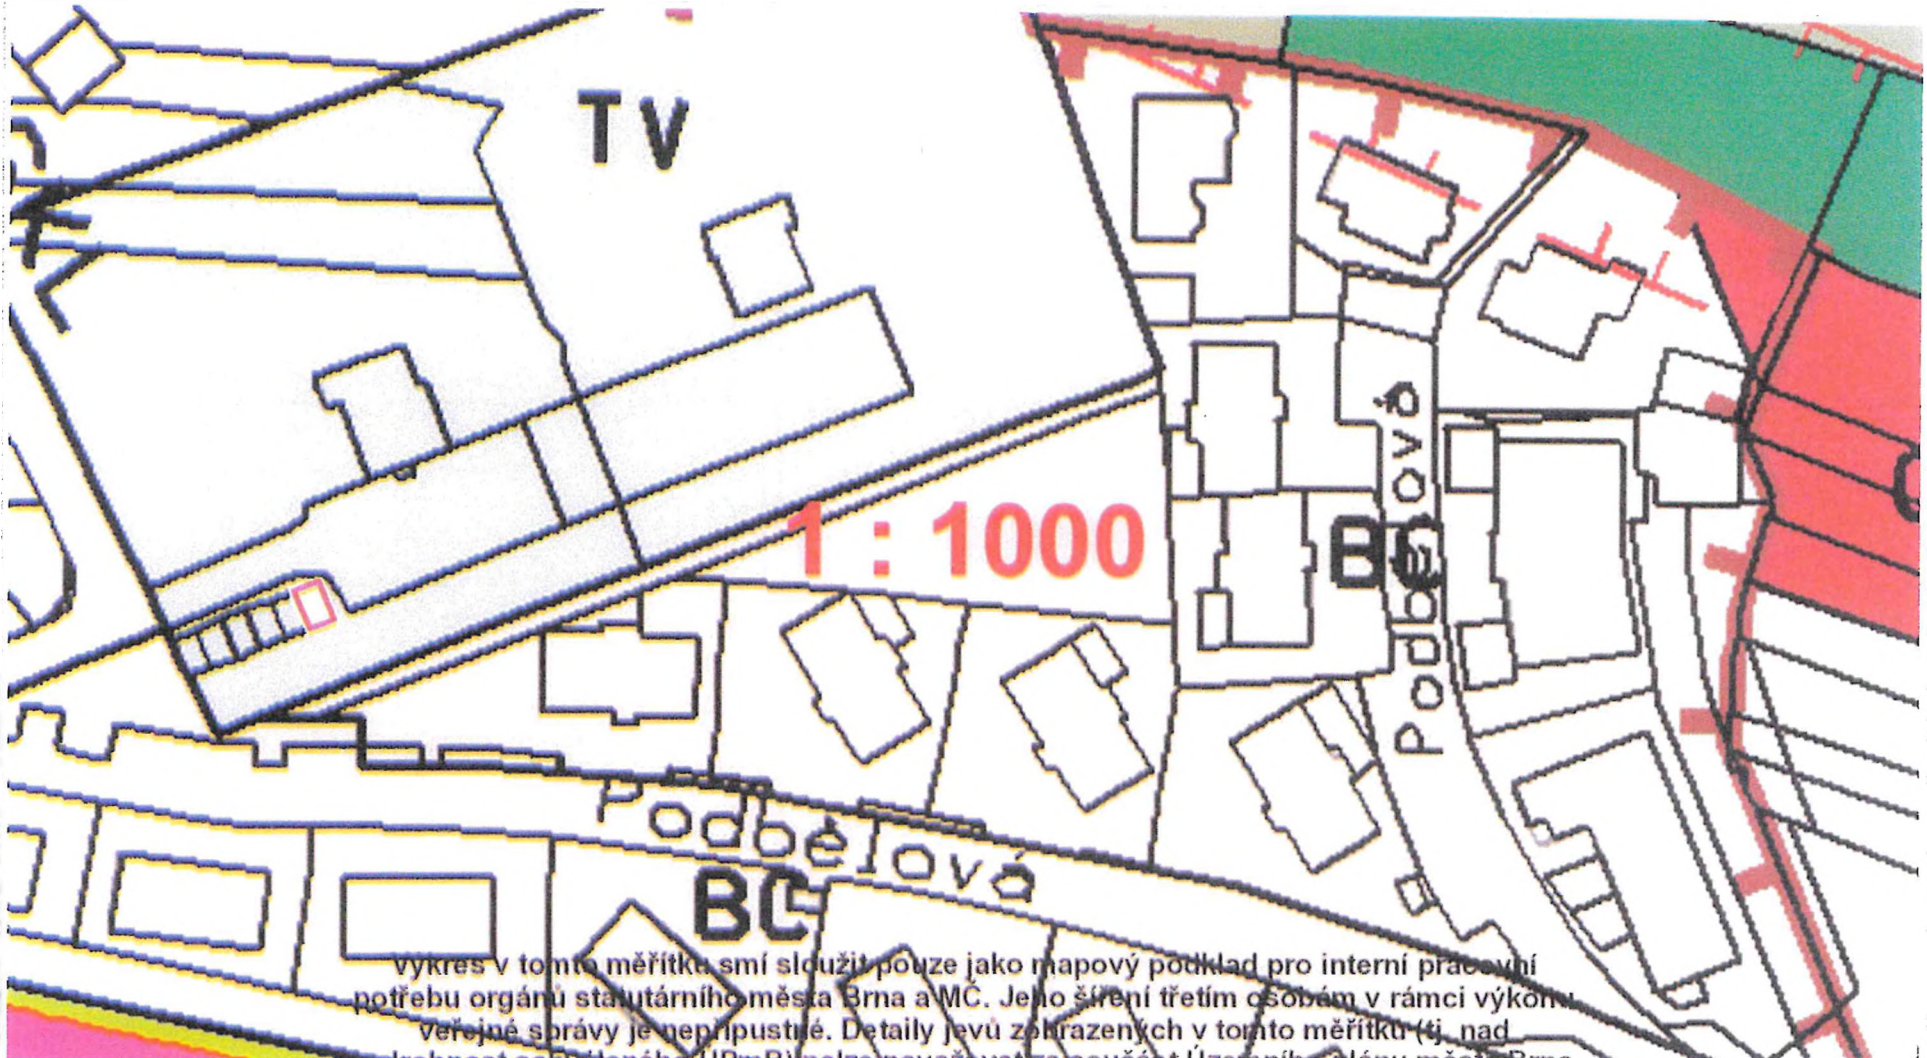 TV
1 : 1000
Podbělová
B
Podbělová
BC
Výkres v tomto měřítku smí sloužit pouze jako mapový podklad pro interní pracovní
potřebu orgánů statutárního města Brna a MČ. Jeho šíření třetím osobám v rámci výkonu
veřejné správy je nepřípustné. Detaily jevů zobrazených v tomto měřítku (tj. nad